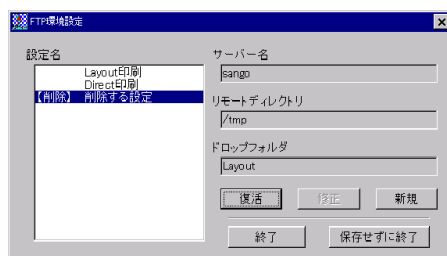 FTP環境設定
設定名
Layout印刷
Direct印刷
【削除】 削除する設定
サーバー名
sango
リモートディレクトリ
/tmp
ドロップフォルダ
Layout
復活
修正
新規
終了
保存せずに終了